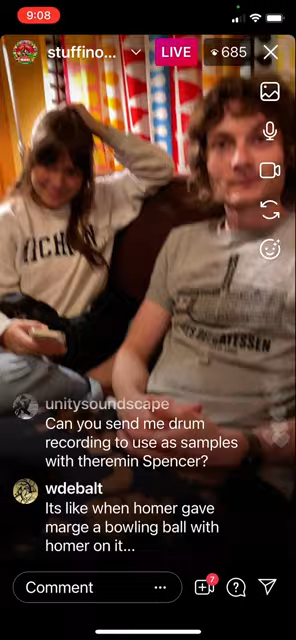 9:08
stuffino...
LIVE
685
unitysoundscape
Can you send me drum
recording to use as samples
with theremin Spencer?
wdebalt
Its like when homer gave
marge a bowling ball with
homer on it...
Comment
7